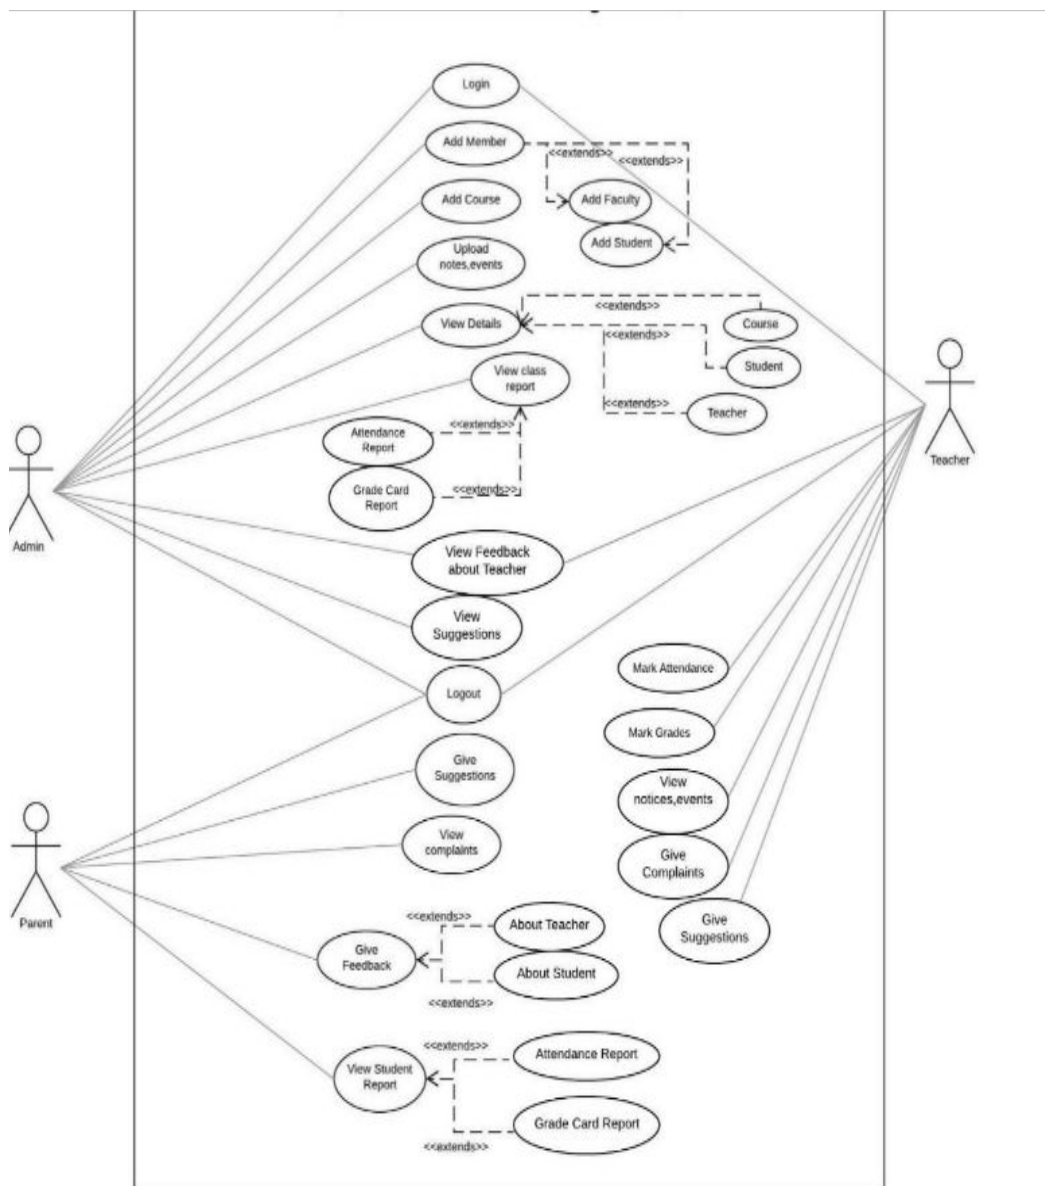 Login
Add Member
<<extends>>
<<extends>>
Add Course
Add Faculty
Add Student
Upload
notes,events
<<extends>>
View Details
Course
<<extends>>
Student
View class
report
<<extends>>
Teacher
<<extends>>
Attendance
Report
<<extends>>
Grade Card
Report
Admin
Teacher
View Feedback
about Teacher
View
Suggestions
Logout
Mark Attendance
Mark Grades
Give
Suggestions
View
notices,events
View
complaints
Give
Complaints
Give
Suggestions
Parent
<<extends>>
About Teacher
Give
Feedback
About Student
<<extends>>
<<extends>>
Attendance Report
View Student
Report
Grade Card Report
<<extends>>